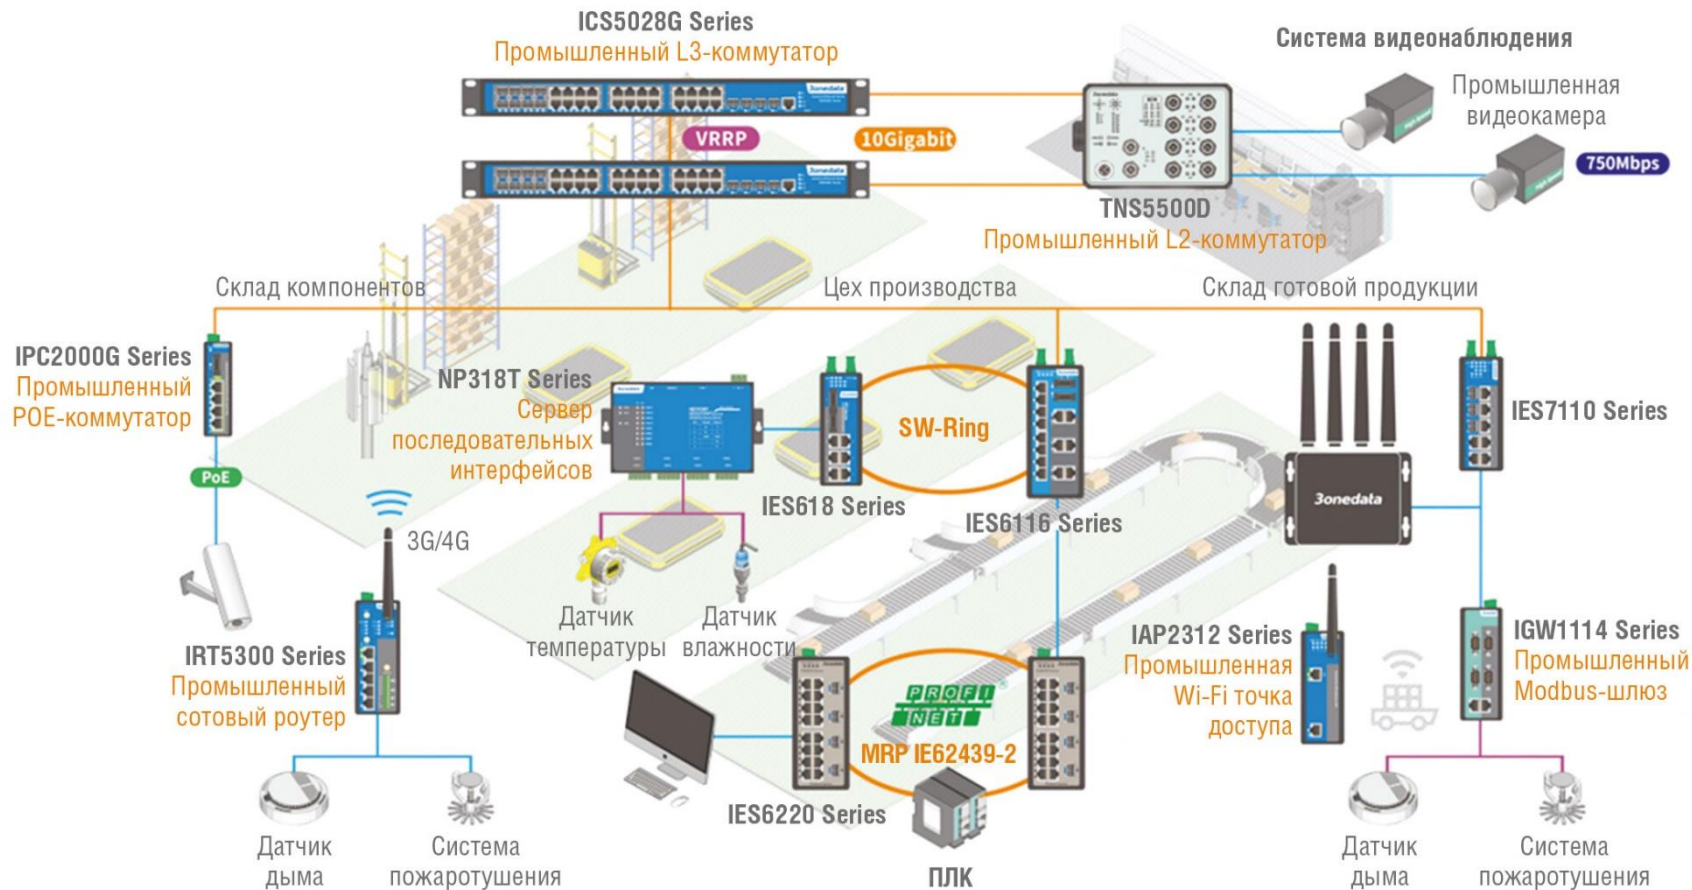 ICS5028G Series
Промышленный L3-коммутатор
Система видеонаблюдения
3onedata
Промышленная
видеокамера
VRRP
10Gigabit
750Mbps
TNS5500D
Промышленный L2-коммутатор
Склад компонентов
Цех производства
Склад готовой продукции
IPC2000G Series
Промышленный
POE-коммутатор
PoE
NP318T Series
Сервер
последовательных
интерфейсов
IES618 Series
SW-Ring
IES6116 Series
IES7110 Series
3onedata
3G/4G
Датчик
температуры
Датчик
влажности
IRT5300 Series
Промышленный
сотовый роутер
Датчик
дыма
Система
пожаротушения
PROFI
NET
®
MRP IE62439-2
IES6220 Series
ПЛК
IAP2312 Series
Промышленная
Wi-Fi точка
доступа
IGW1114 Series
Промышленный
Modbus-шлюз
Датчик
дыма
Система
пожаротушения